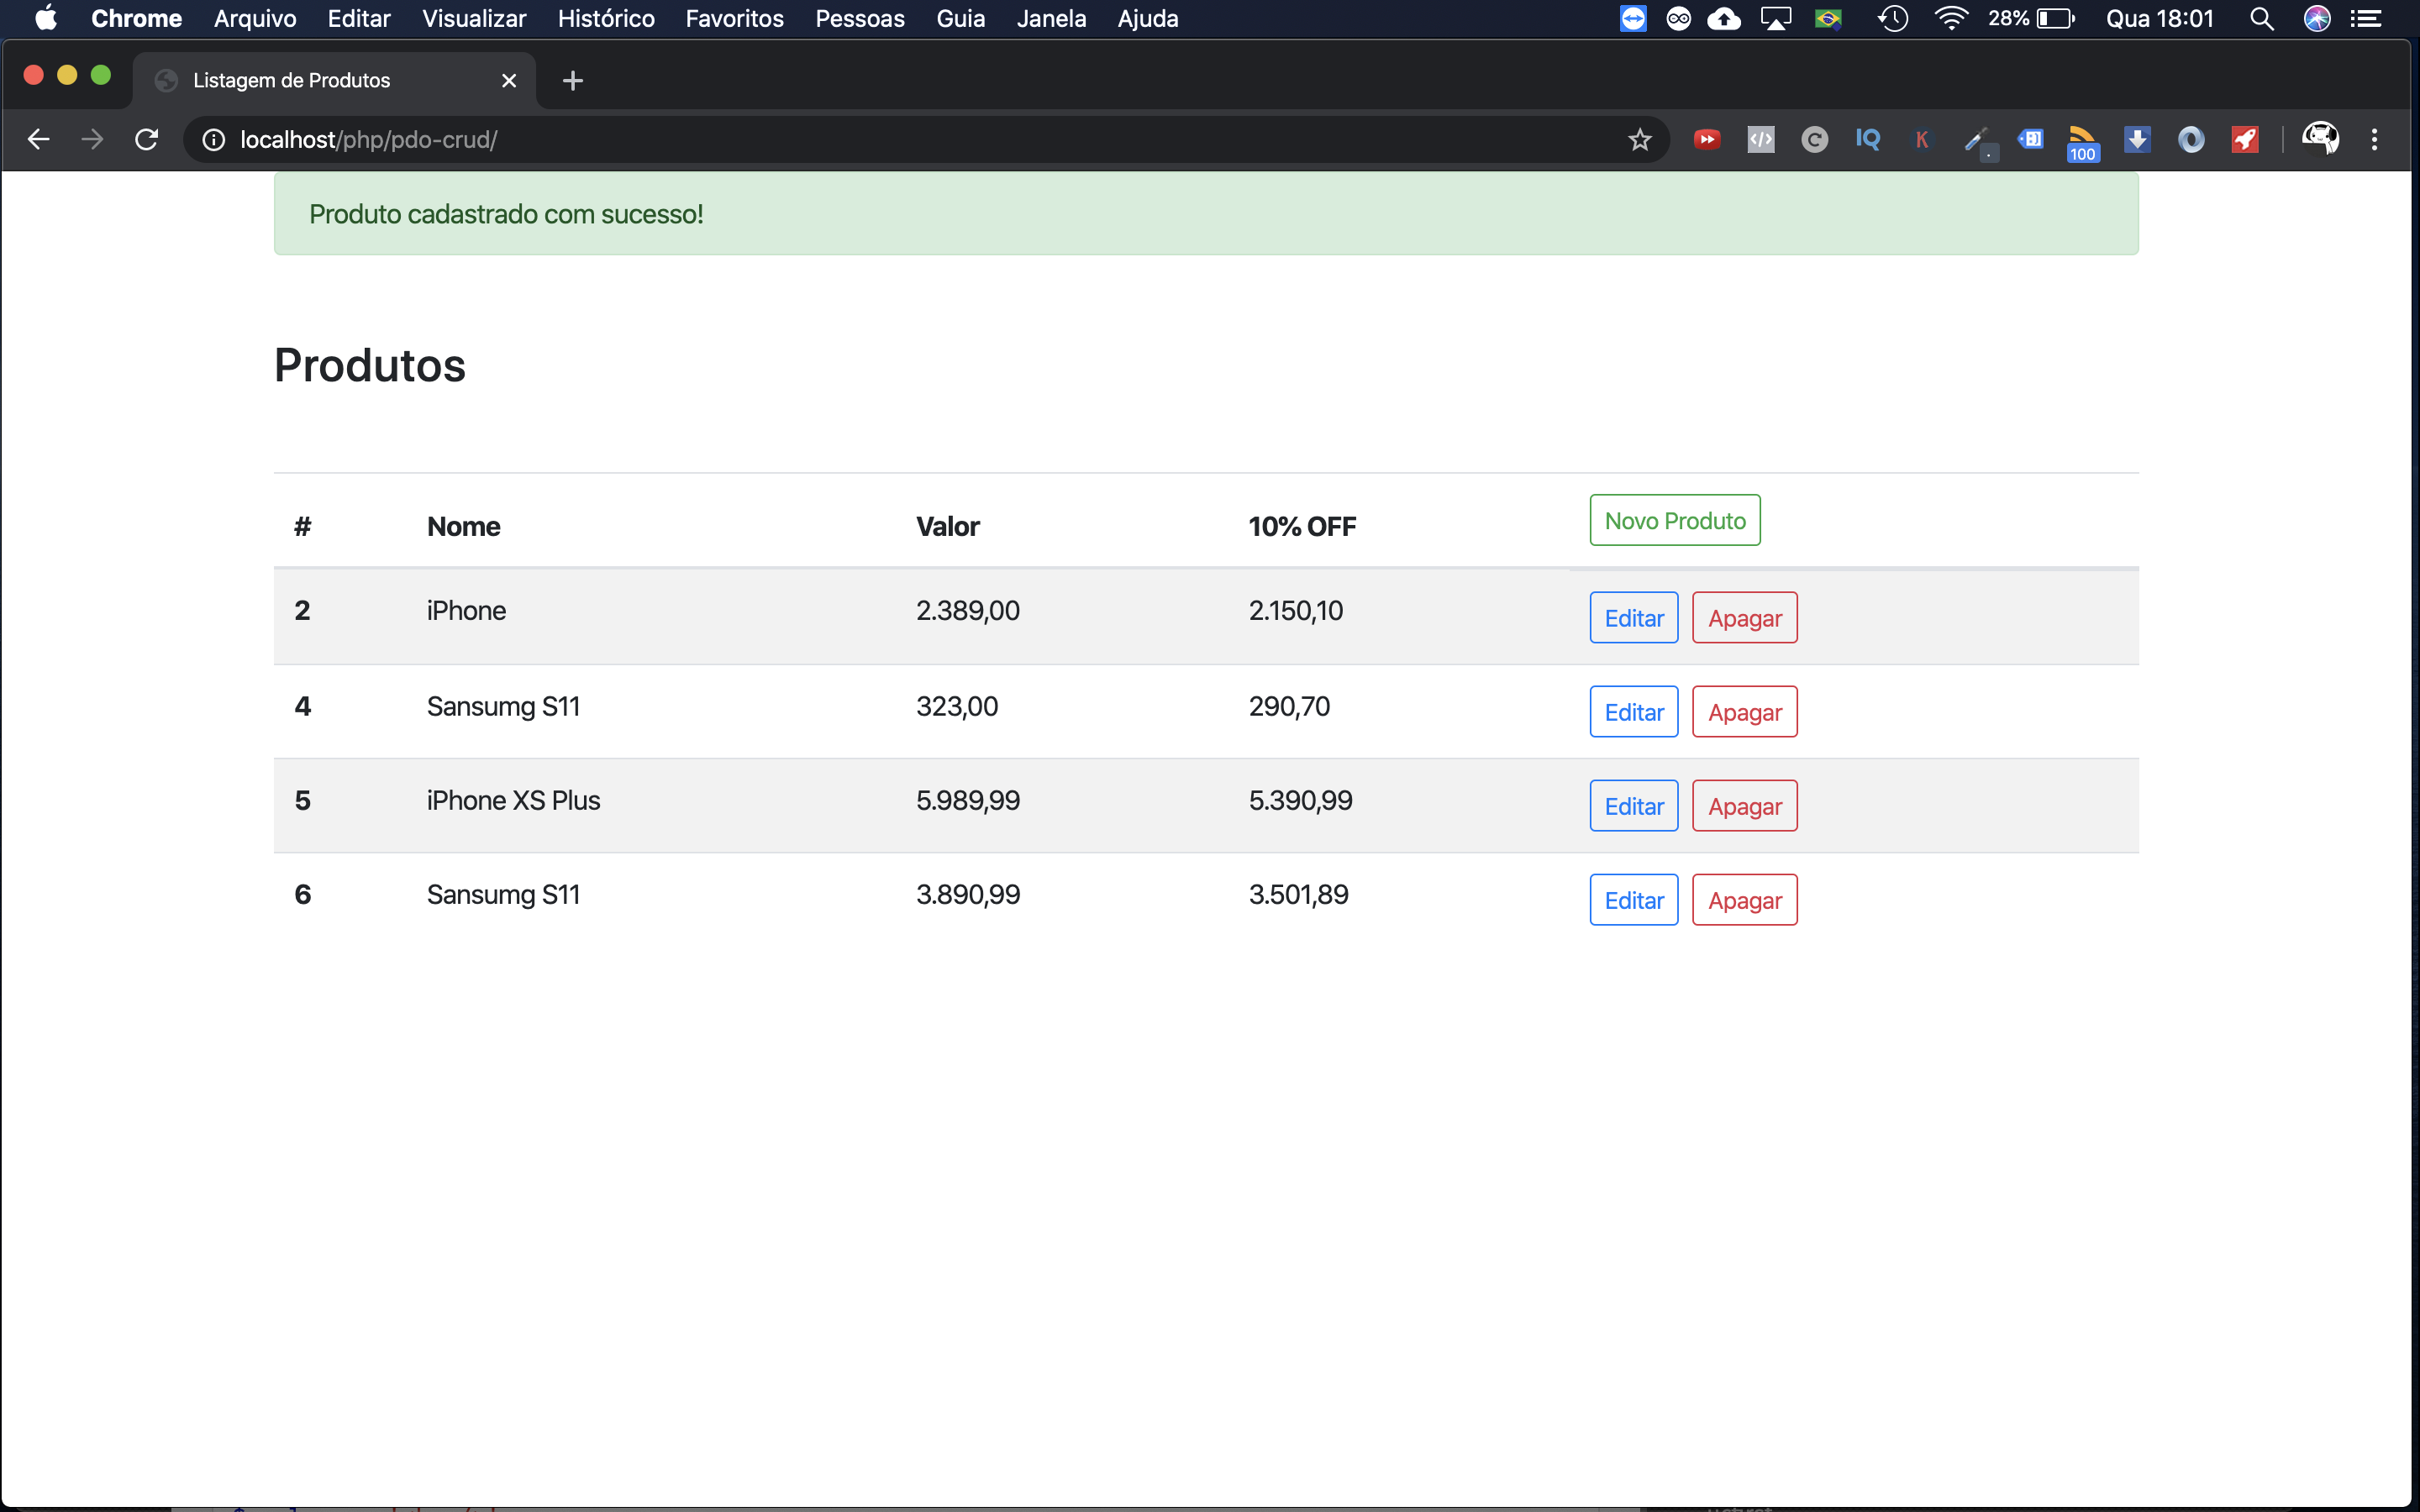 Chrome Arquivo Editar Visualizar Histórico Favoritos Pessoas Guia Janela Ajuda 28% Qua 18:01
Listagem de Produtos
localhost/php/pdo-crud/ IQ K 100
Produto cadastrado com sucesso!
Produtos
# Nome Valor 10% OFF Novo Produto
2 iPhone 2.389,00 2.150,10 Editar Apagar
4 Sansumg S11 323,00 290,70 Editar Apagar
5 iPhone XS Plus 5.989,99 5.390,99 Editar Apagar
6 Sansumg S11 3.890,99 3.501,89 Editar Apagar